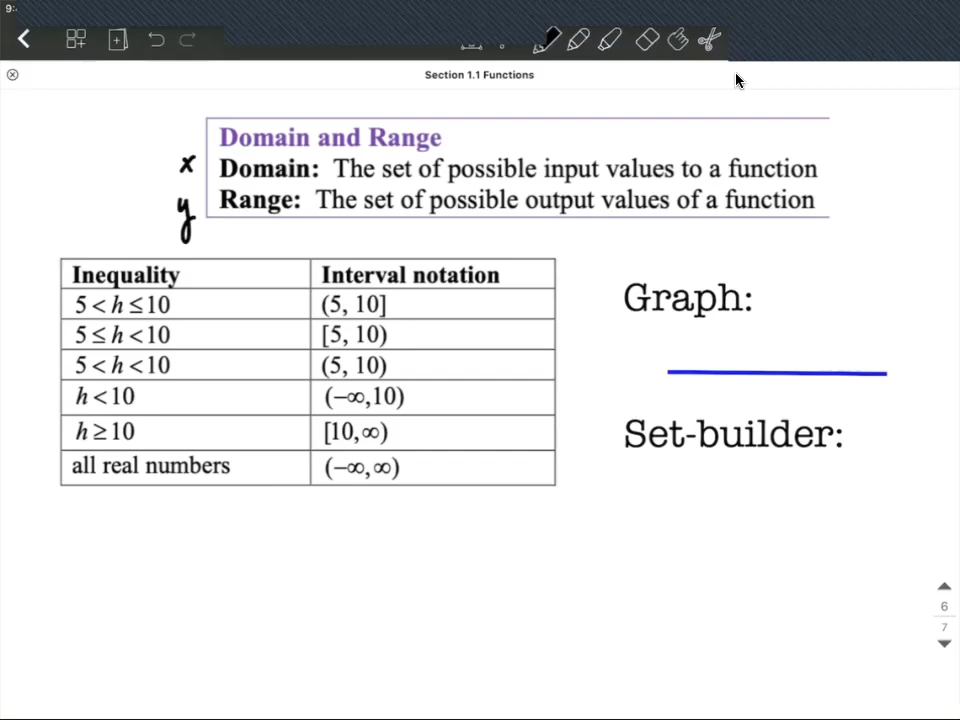 9:
Section 1.1 Functions
Domain and Range
x Domain: The set of possible input values to a function
y Range: The set of possible output values of a function
Inequality Interval notation
5 < h ≤ 10 (5, 10]
5 ≤ h < 10 [5, 10)
5 < h < 10 (5, 10)
h < 10 (−∞,10)
h ≥ 10 [10,∞)
all real numbers (−∞,∞)
Graph:
Set-builder:
6
7